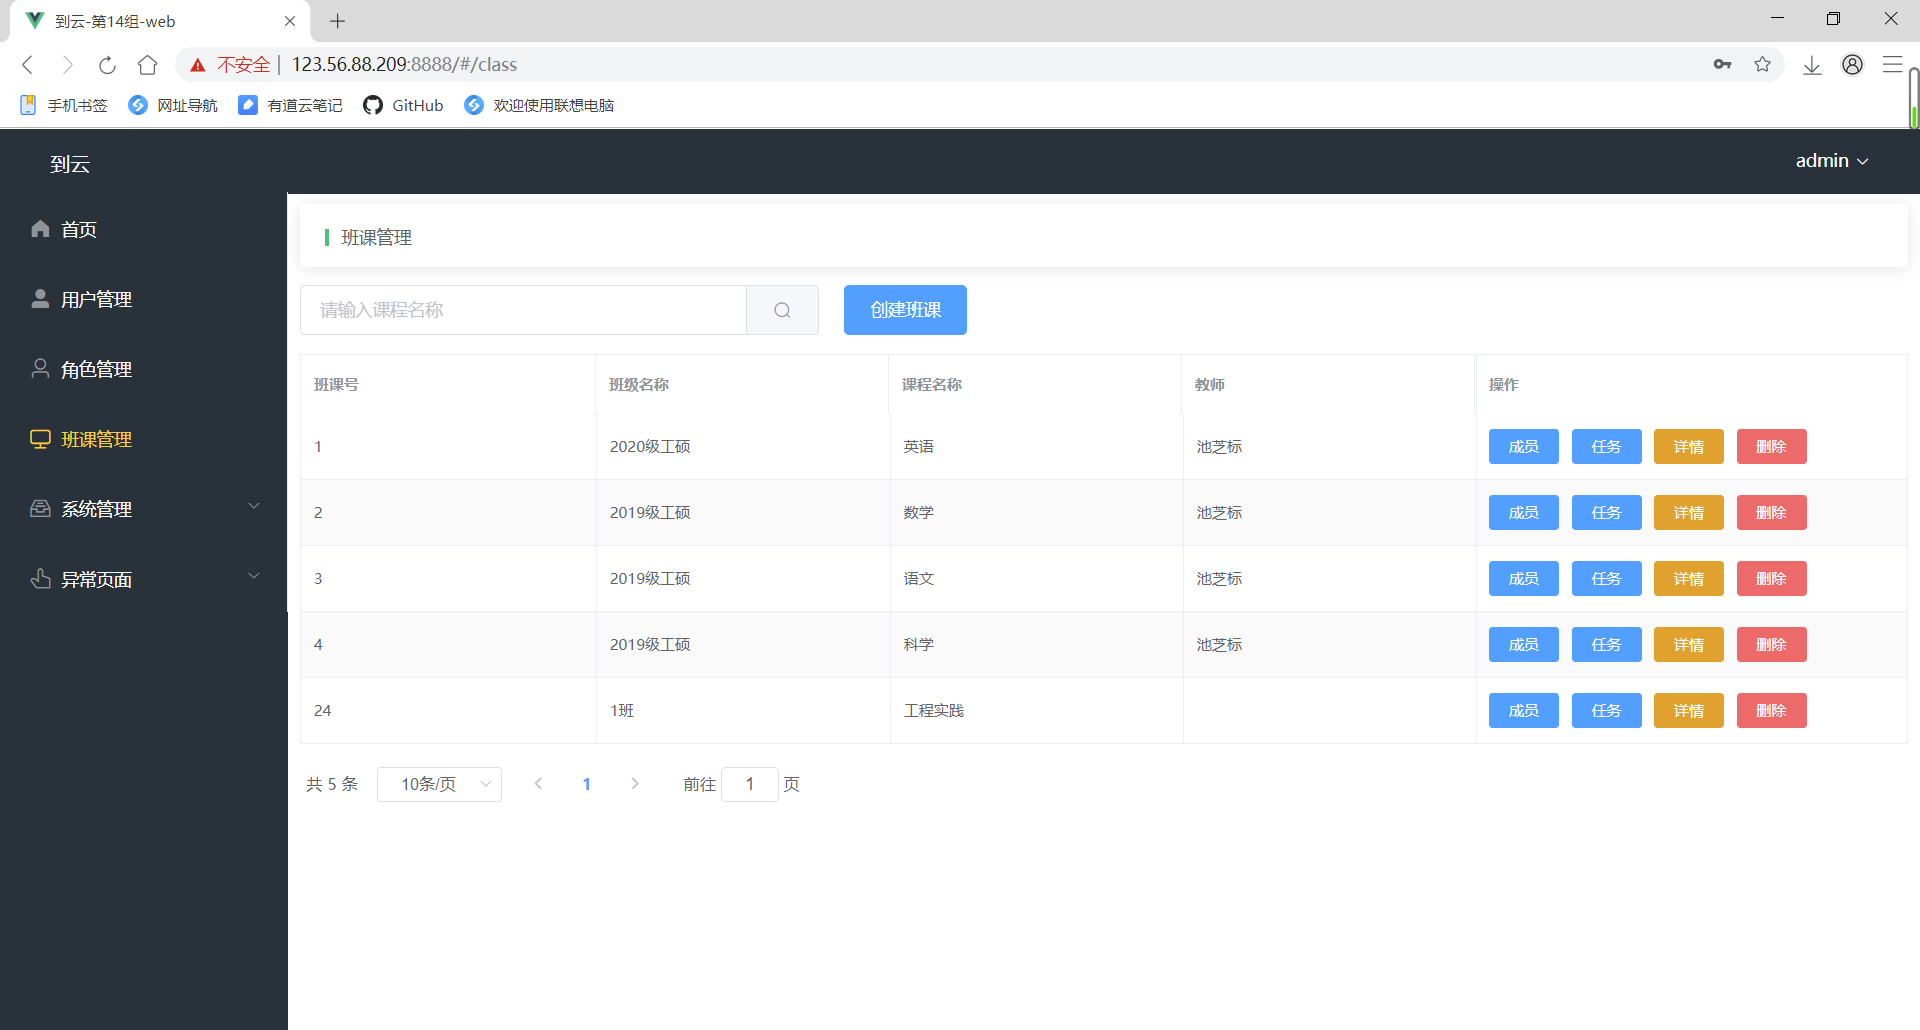 到云-第14组-web
不安全 | 123.56.88.209:8888/#/class
手机书签 网址导航 有道云笔记 GitHub 欢迎使用联想电脑
到云
admin
首页
用户管理
角色管理
班课管理
系统管理
异常页面
班课管理
请输入课程名称
创建班课
班课号 班级名称 课程名称 教师 操作
1 2020级工硕 英语 池芝标 成员 任务 详情 删除
2 2019级工硕 数学 池芝标 成员 任务 详情 删除
3 2019级工硕 语文 池芝标 成员 任务 详情 删除
4 2019级工硕 科学 池芝标 成员 任务 详情 删除
24 1班 工程实践 成员 任务 详情 删除
共 5 条 10条/页 1 前往 1 页